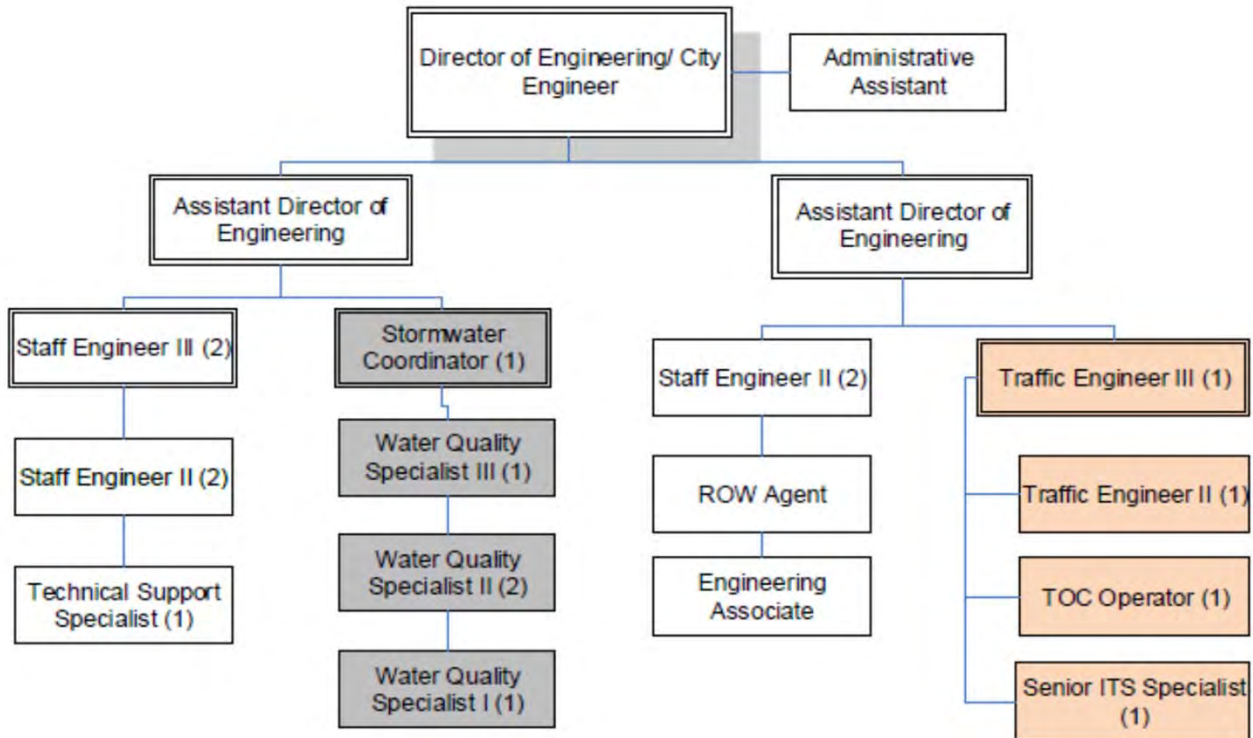 Director of Engineering/ City
Engineer
Administrative
Assistant
Assistant Director of
Engineering
Assistant Director of
Engineering
Staff Engineer III (2)
Stormwater
Coordinator (1)
Staff Engineer II (2)
Traffic Engineer III (1)
Water Quality
Specialist III (1)
Staff Engineer II (2)
ROW Agent
Traffic Engineer II (1)
Water Quality
Specialist II (2)
Technical Support
Specialist (1)
Engineering
Associate
TOC Operator (1)
Water Quality
Specialist I (1)
Senior ITS Specialist
(1)